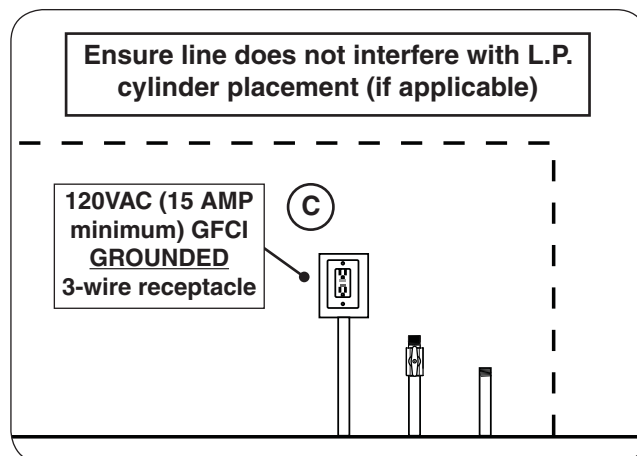 Ensure line does not interfere with L.P.
cylinder placement (if applicable)
120VAC (15 AMP
minimum) GFCI
GROUNDED
3-wire receptacle
C